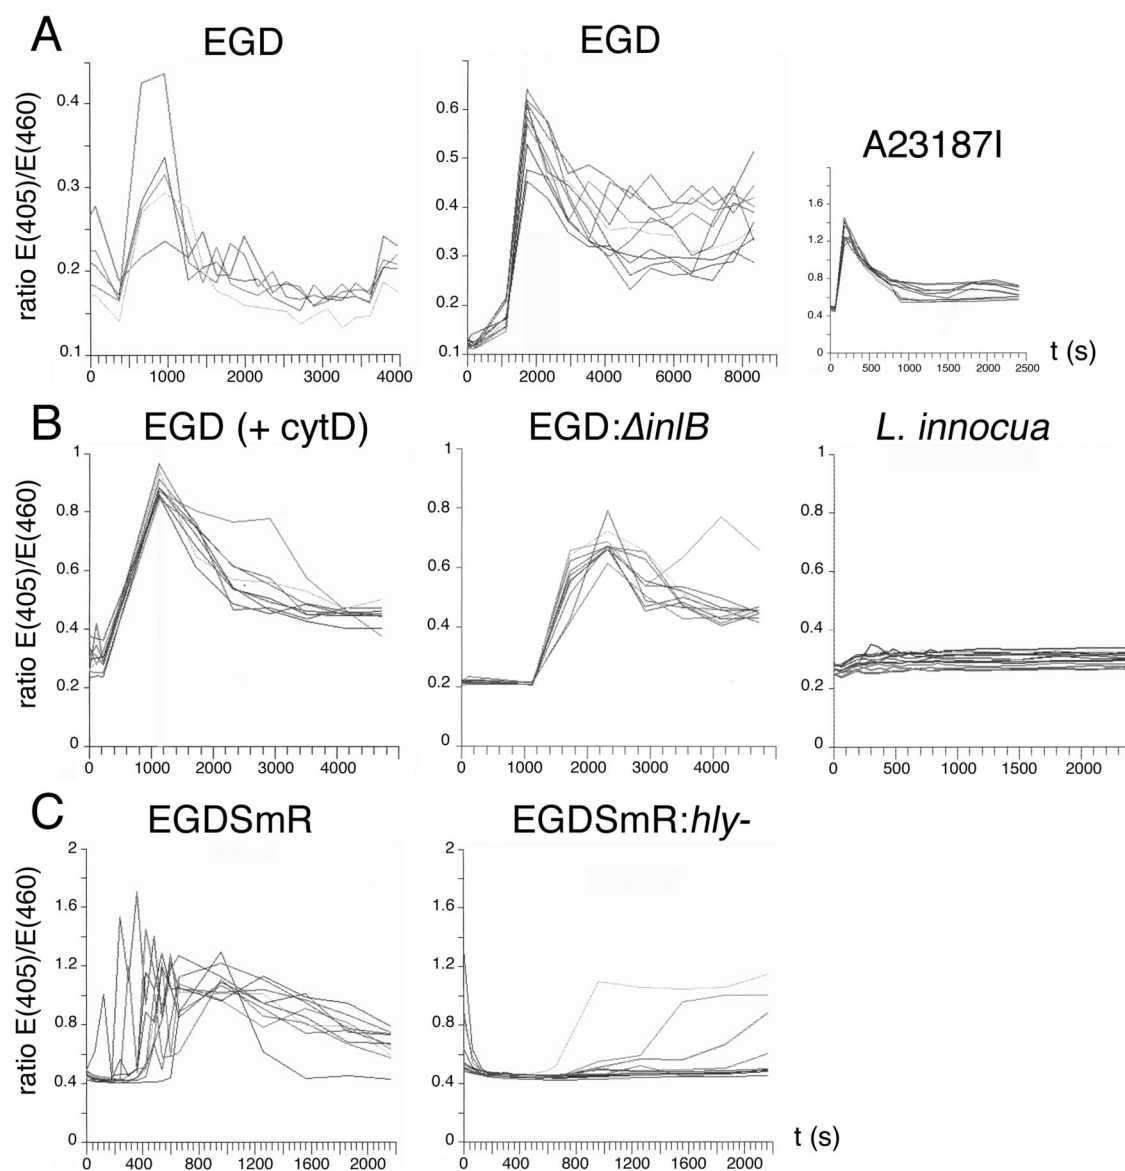 A
EGD
EGD
A23187I
ratio E(405)/E(460)
0.4
0.3
0.2
0.1
0 1000 2000 3000 4000
0.6
0.5
0.4
0.3
0.2
0.1
0 2000 4000 6000 8000
1.6
1.2
0.8
0.4
0
0 500 1000 1500 2000 2500
t (s)
B
EGD (+ cytD)
EGD:ΔinlB
L. innocua
ratio E(405)/E(460)
1
0.8
0.6
0.4
0.2
0
0 1000 2000 3000 4000
1
0.8
0.6
0.4
0.2
0
0 1000 2000 3000 4000
1
0.8
0.6
0.4
0.2
0
0 500 1000 1500 2000
C
EGDSmR
EGDSmR:hly-
ratio E(405)/E(460)
2
1.6
1.2
0.8
0.4
0
0 400 800 1200 1600 2000
2
1.6
1.2
0.8
0.4
0
0 400 800 1200 1600 2000
t (s)